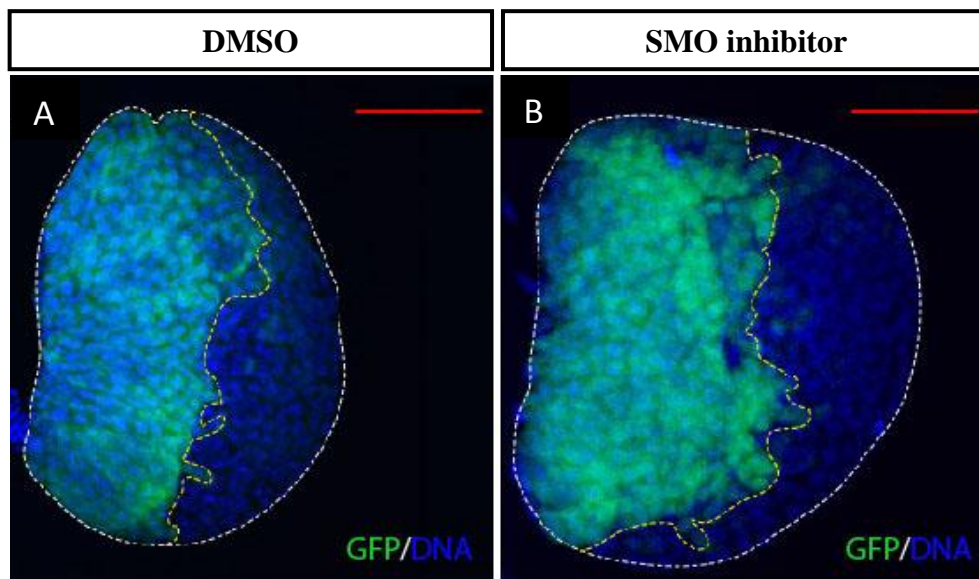 DMSO
SMO inhibitor
A
B
GFP/DNA
GFP/DNA